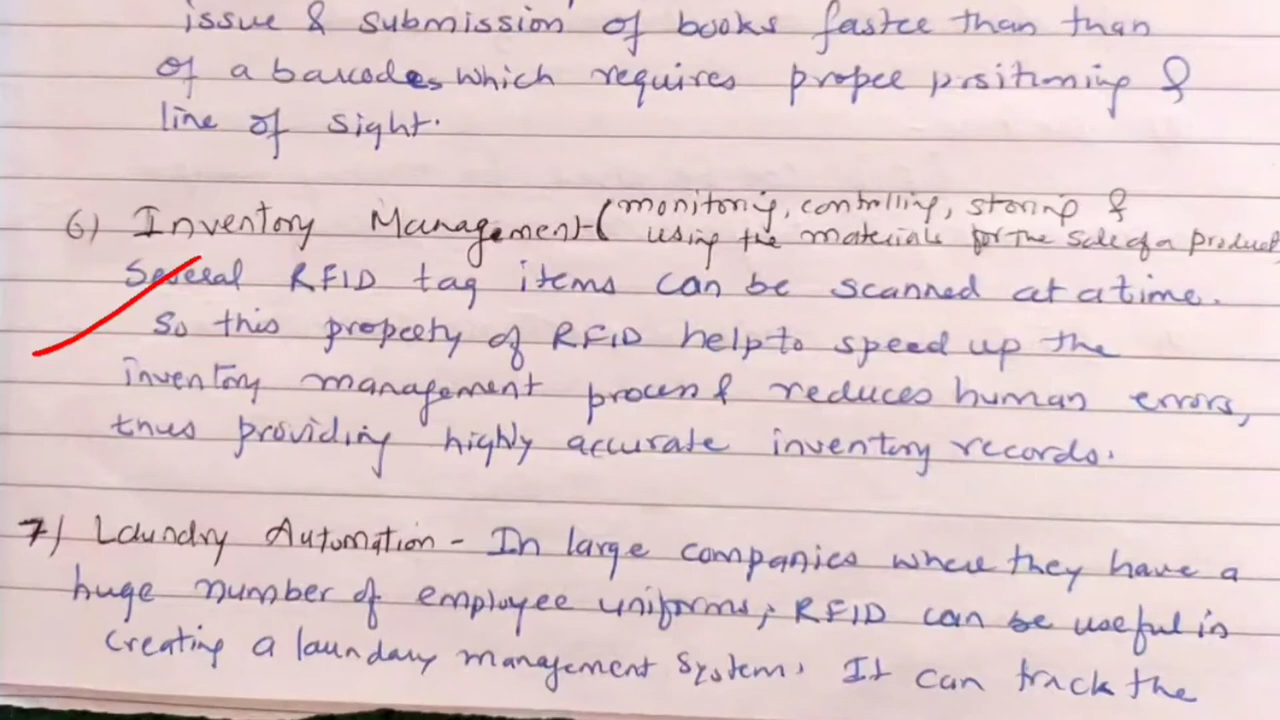 issue & submission of books faster than than
of a barcodes which requires proper positioning &
line of sight.
6) Inventory Management - (monitoring, controlling, storing &
using the materials for the sale of a product
Several RFID tag items can be scanned at a time.
So this property of RFID help to speed up the
inventory management process & reduces human errors,
thus providing highly accurate inventory records.
7) Laundry Automation - In large companies where they have a
huge number of employee uniforms, RFID can be useful in
creating a laundary management system. It can track the